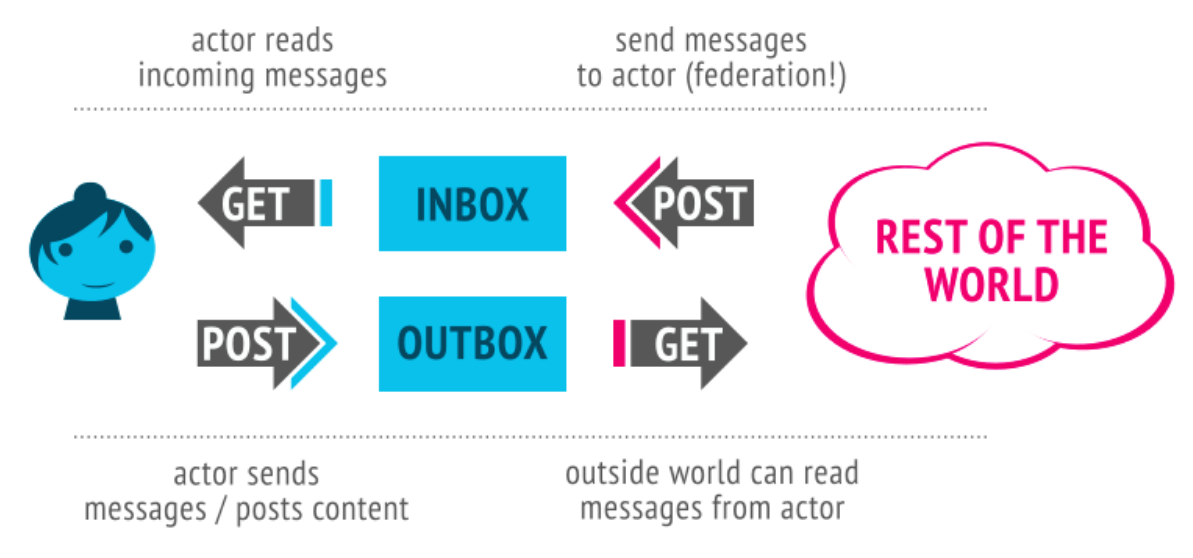 actor reads
incoming messages
send messages
to actor (federation!)
GET
INBOX
POST
REST OF THE
WORLD
POST
OUTBOX
GET
actor sends
messages / posts content
outside world can read
messages from actor